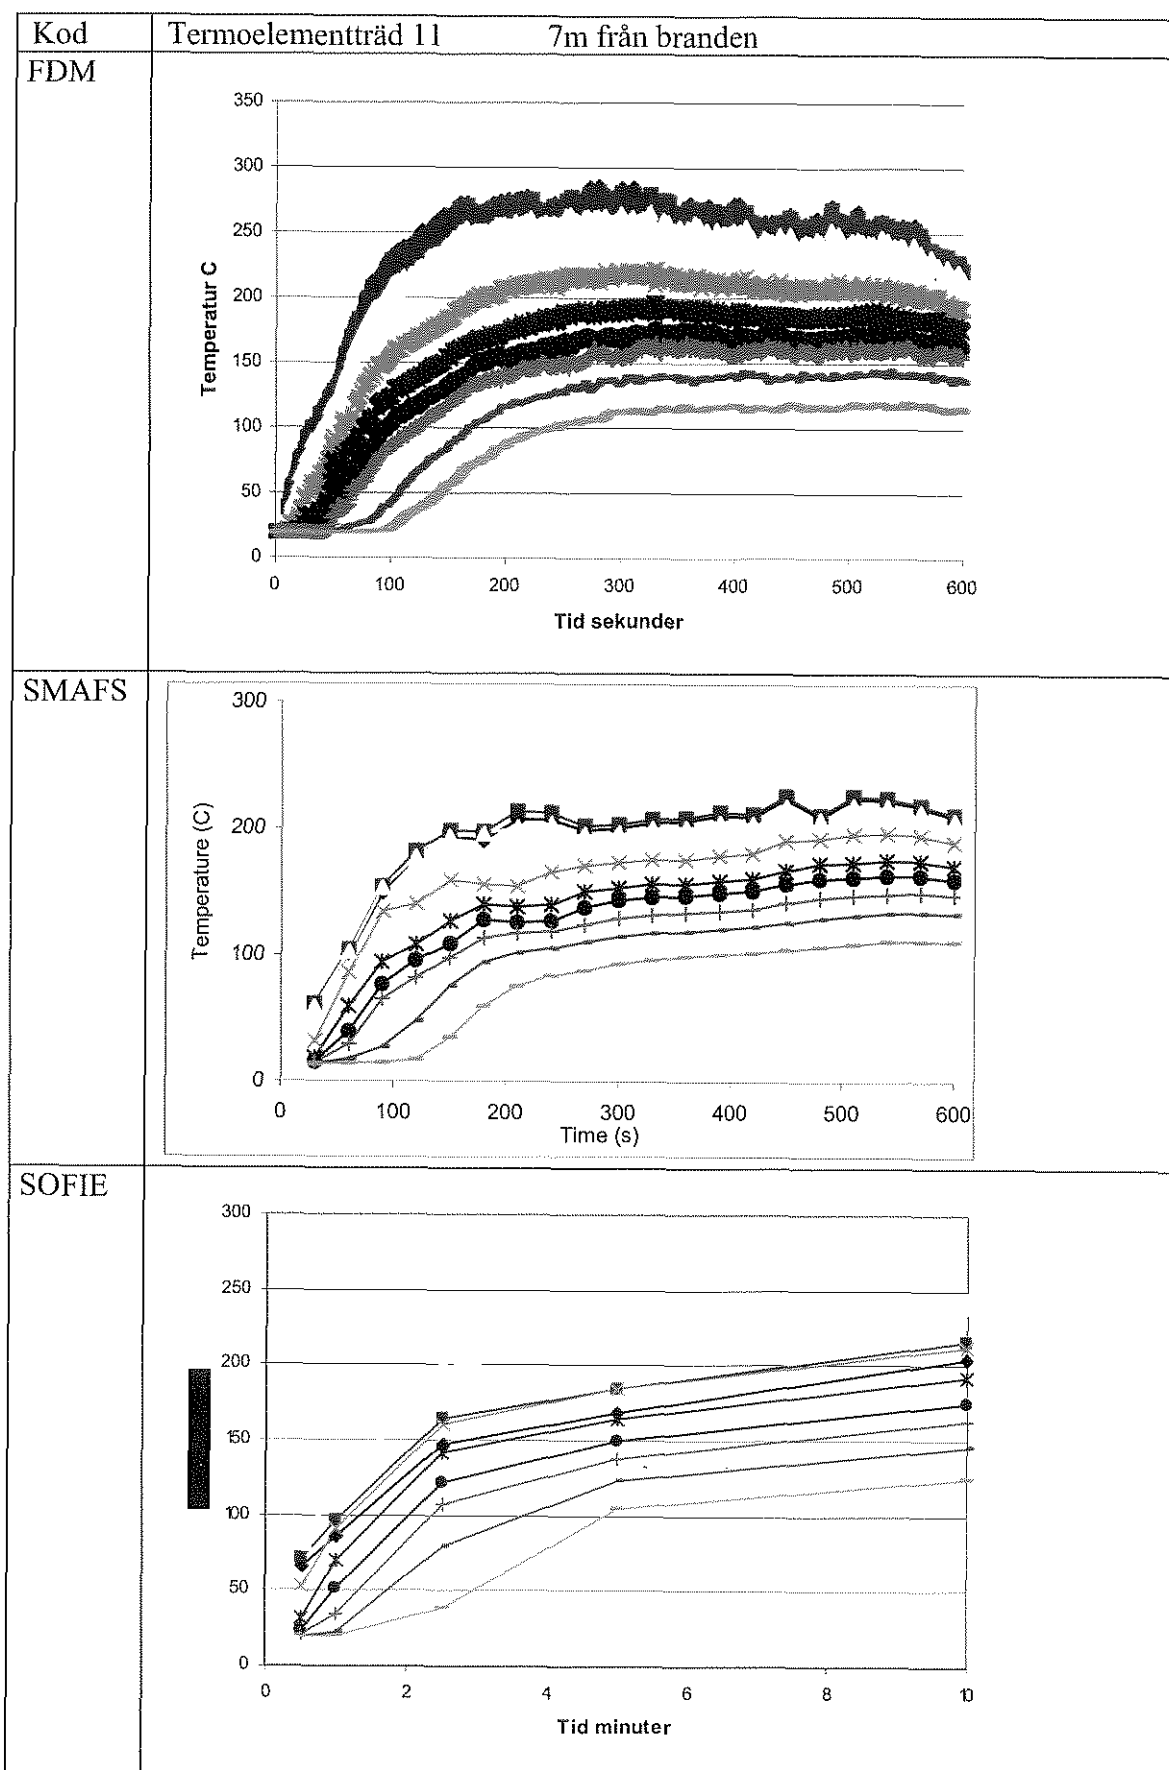 Kod Termoelementträd 11 7m från branden
FDM
350
300
250
200
150
100
50
0
Temperatur C
0 100 200 300 400 500 600
Tid sekunder
SMAFS
300
200
100
0
Temperature (C)
0 100 200 300 400 500 600
Time (s)
SOFIE
300
250
200
150
100
50
0
0 2 4 6 8 10
Tid minuter